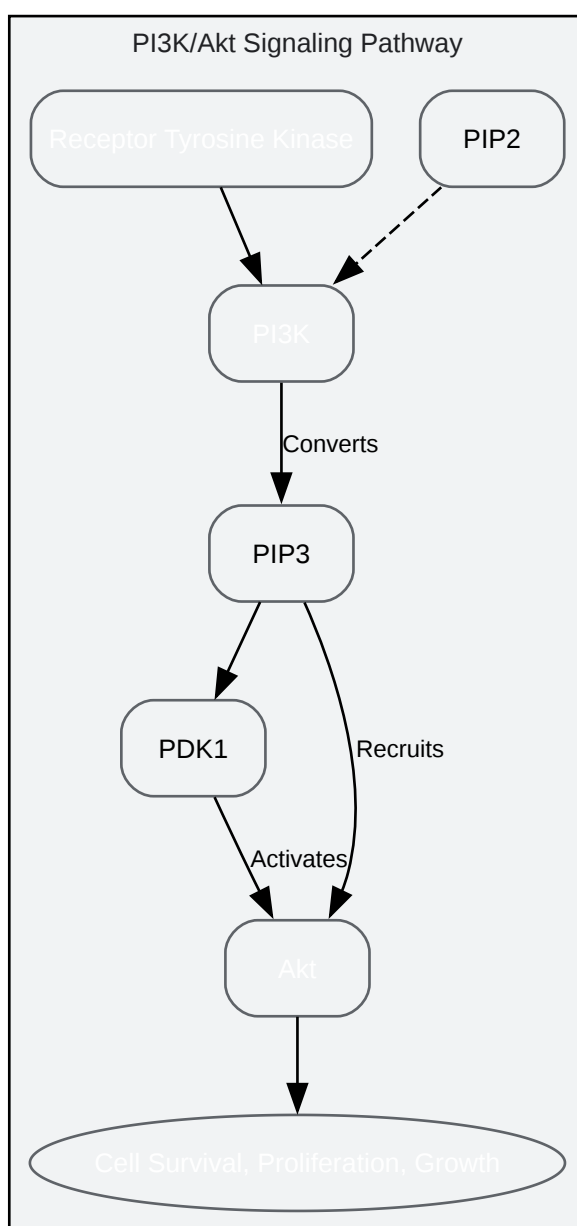 PI3K/Akt Signaling Pathway
Receptor Tyrosine Kinase
PIP2
PI3K
Converts
PIP3
PDK1
Recruits
Activates
Akt
Cell Survival, Proliferation, Growth